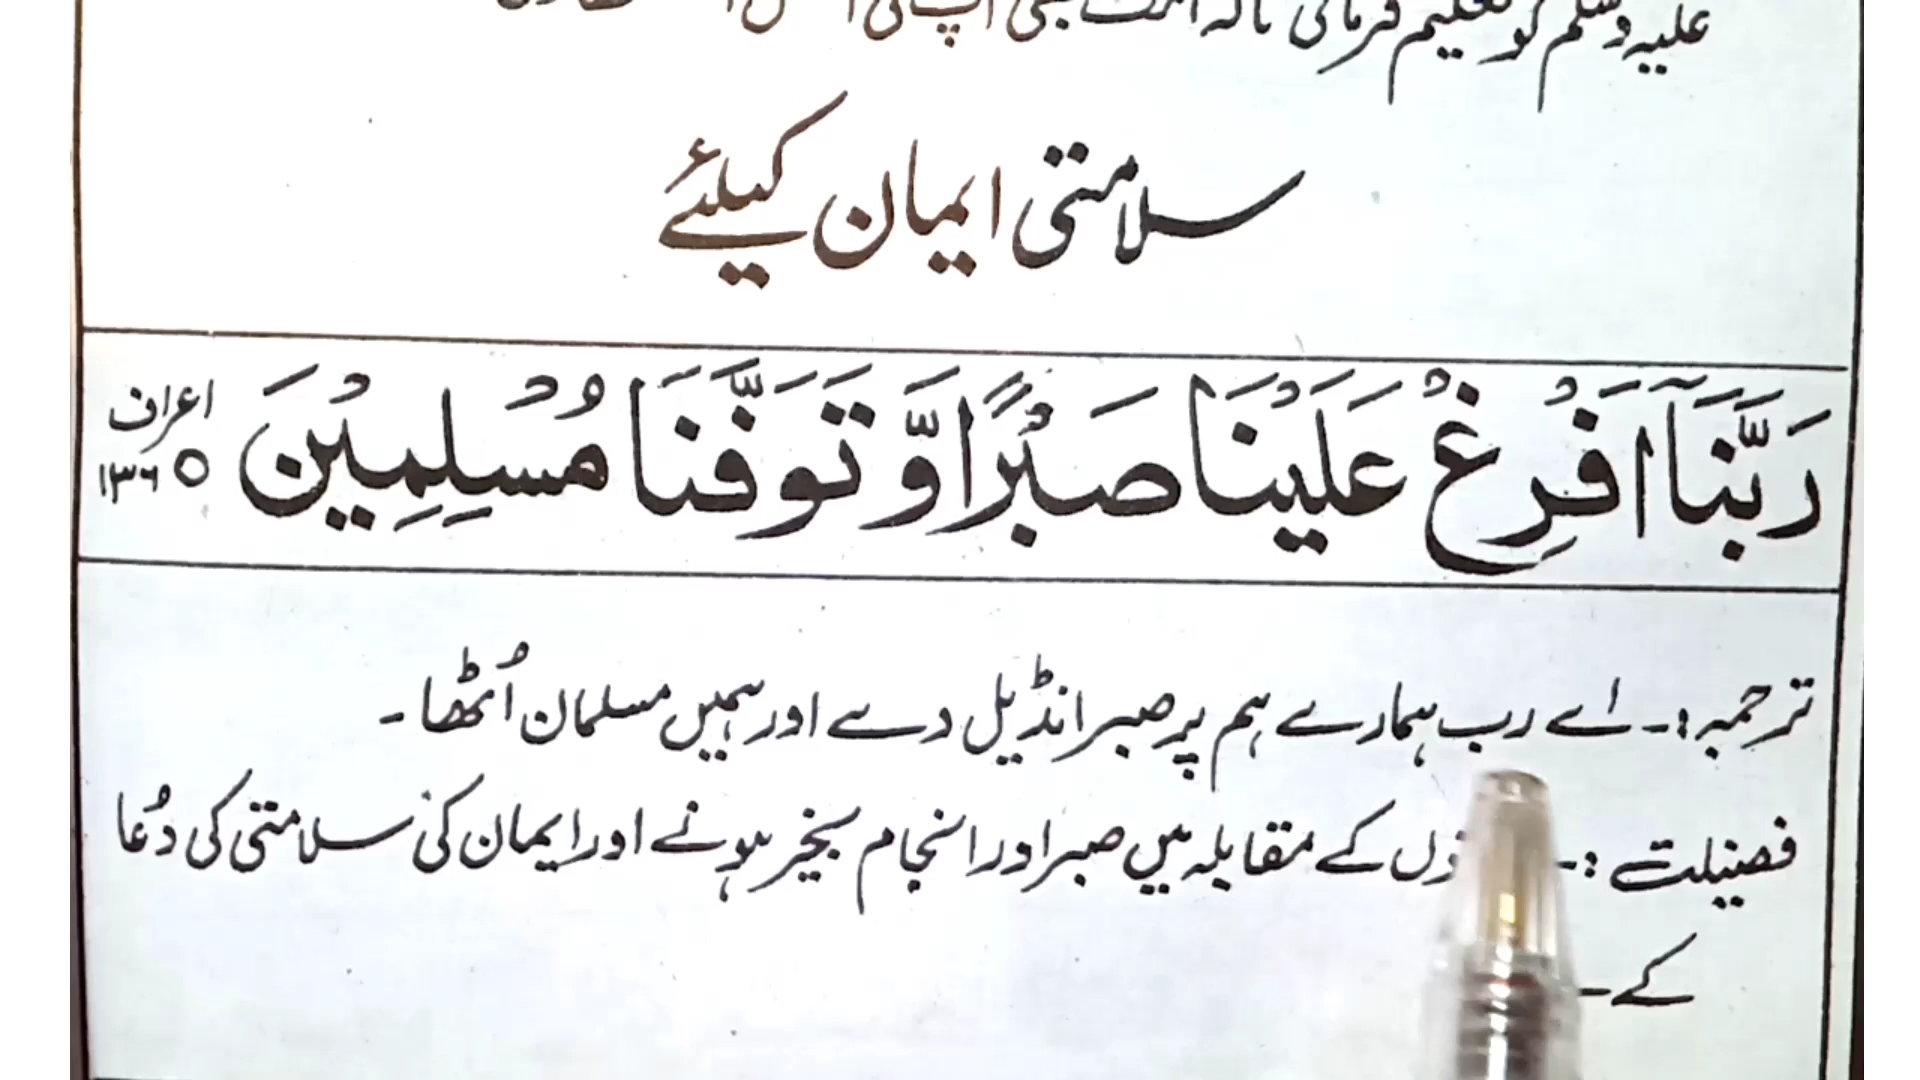 علیہ وسلم کو تعلیم فرمائی تاکہ
سلامتی ایمان کیلئے
رَبَّنَآ اَفْرِغْ عَلَیْنَا صَبْرًا وَّ تَوَفَّنَا مُسْلِمِیْنَ ○ اعراف ۱۳۶
ترجمہ :۔ اے رب ہمارے ہم پر صبر انڈیل دے اور ہمیں مسلمان اُٹھا ۔
فضیلت :۔ کے مقابلہ میں صبر اور انجام بخیر ہونے اور ایمان کی سلامتی کی دُعا
کے ۔